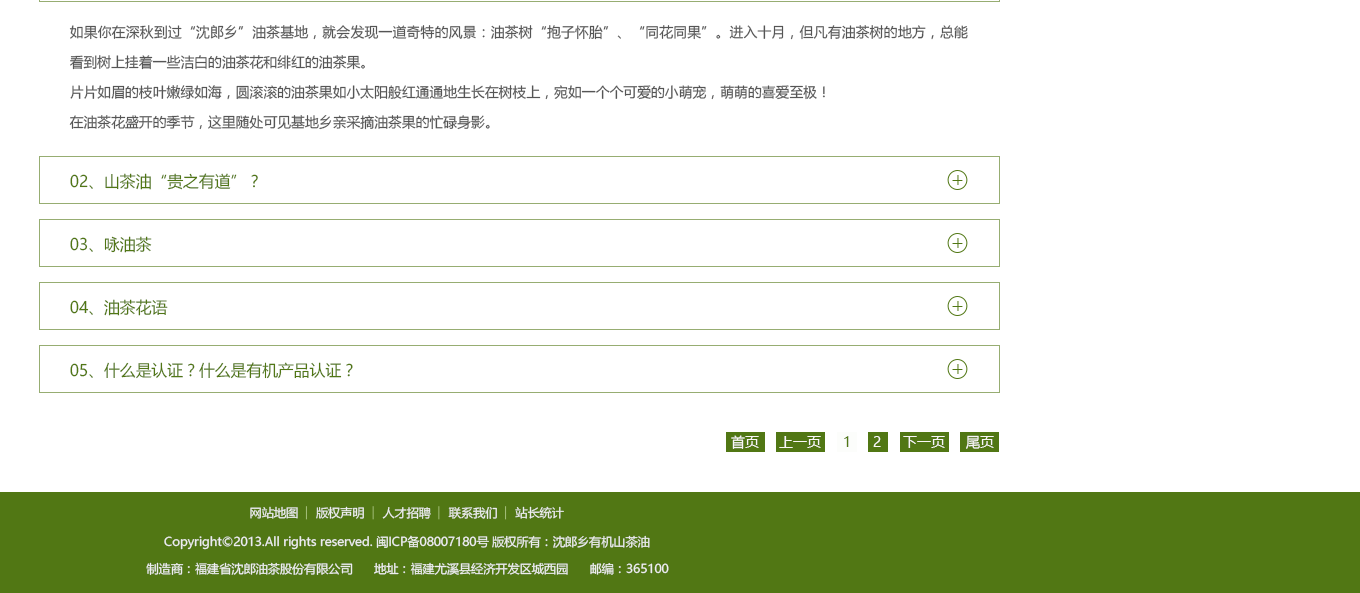 如果你在深秋到过“沈郎乡”油茶基地，就会发现一道奇特的风景：油茶树“抱子怀胎”、“同花同果”。进入十月，但凡有油茶树的地方，总能
看到树上挂着一些洁白的油茶花和绯红的油茶果。
片片如眉的枝叶嫩绿如海，圆滚滚的油茶果如小太阳般红通通地生长在树枝上，宛如一个个可爱的小萌宠，萌萌的喜爱至极！
在油茶花盛开的季节，这里随处可见基地乡亲采摘油茶果的忙碌身影。
02、山茶油“贵之有道”？
03、咏油茶
04、油茶花语
05、什么是认证？什么是有机产品认证？
首页 上一页 1 2 下一页 尾页
网站地图｜版权声明｜人才招聘｜联系我们｜站长统计
Copyright©2013.All rights reserved. 闽ICP备08007180号 版权所有：沈郎乡有机山茶油
制造商：福建省沈郎油茶股份有限公司 地址：福建尤溪县经济开发区城西园 邮编：365100